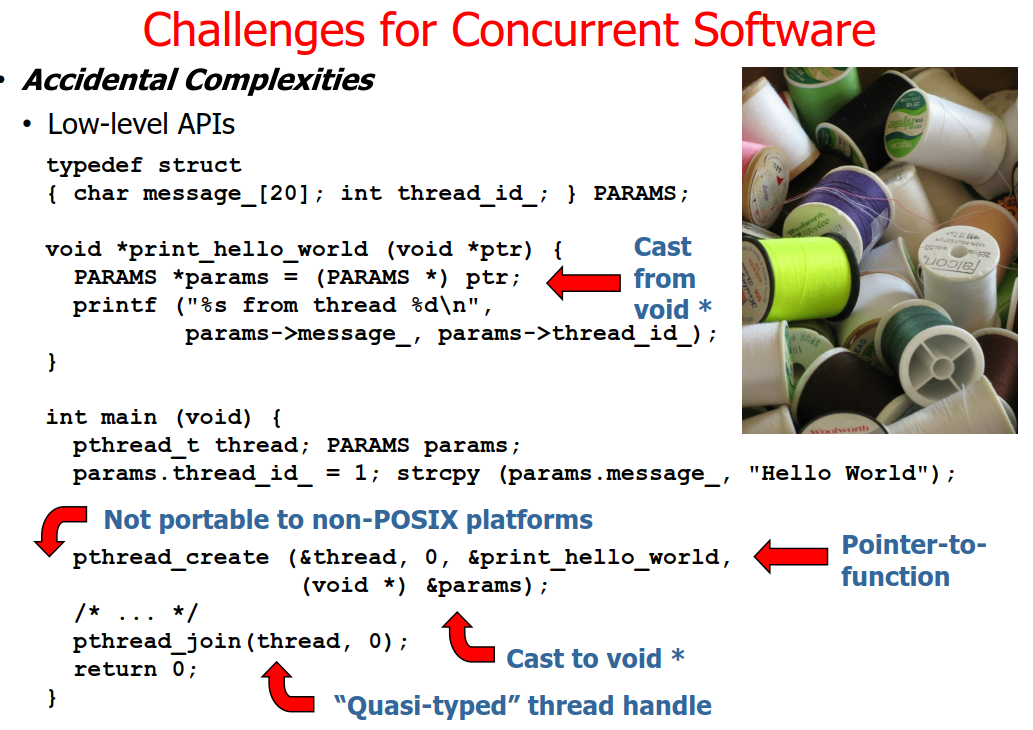 Challenges for Concurrent Software
• Accidental Complexities
• Low-level APIs
typedef struct
{ char message_[20]; int thread_id_; } PARAMS;
void *print_hello_world (void *ptr) {
PARAMS *params = (PARAMS *) ptr;
printf ("%s from thread %d\n",
params->message_, params->thread_id_);
}
Cast
from
void *
int main (void) {
pthread_t thread; PARAMS params;
params.thread_id_ = 1; strcpy (params.message_, "Hello World");
Not portable to non-POSIX platforms
pthread_create (&thread, 0, &print_hello_world,
(void *) &params);
Pointer-to-
function
/* ... */
pthread_join(thread, 0);
return 0;
}
Cast to void *
“Quasi-typed” thread handle
Woolworth
falcon
woolworth